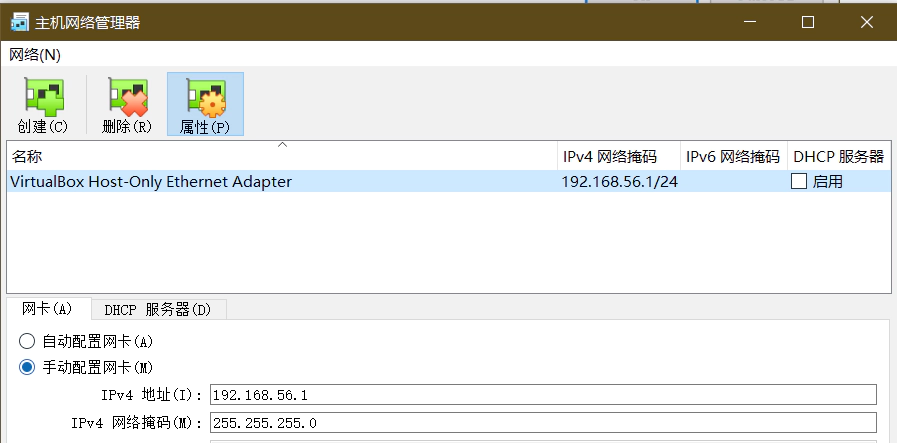 主机网络管理器
网络(N)
创建(C) 删除(R) 属性(P)
名称 IPv4 网络掩码 IPv6 网络掩码 DHCP 服务器
VirtualBox Host-Only Ethernet Adapter 192.168.56.1/24 启用
网卡(A) DHCP 服务器(D)
自动配置网卡(A)
手动配置网卡(M)
IPv4 地址(I): 192.168.56.1
IPv4 网络掩码(M): 255.255.255.0